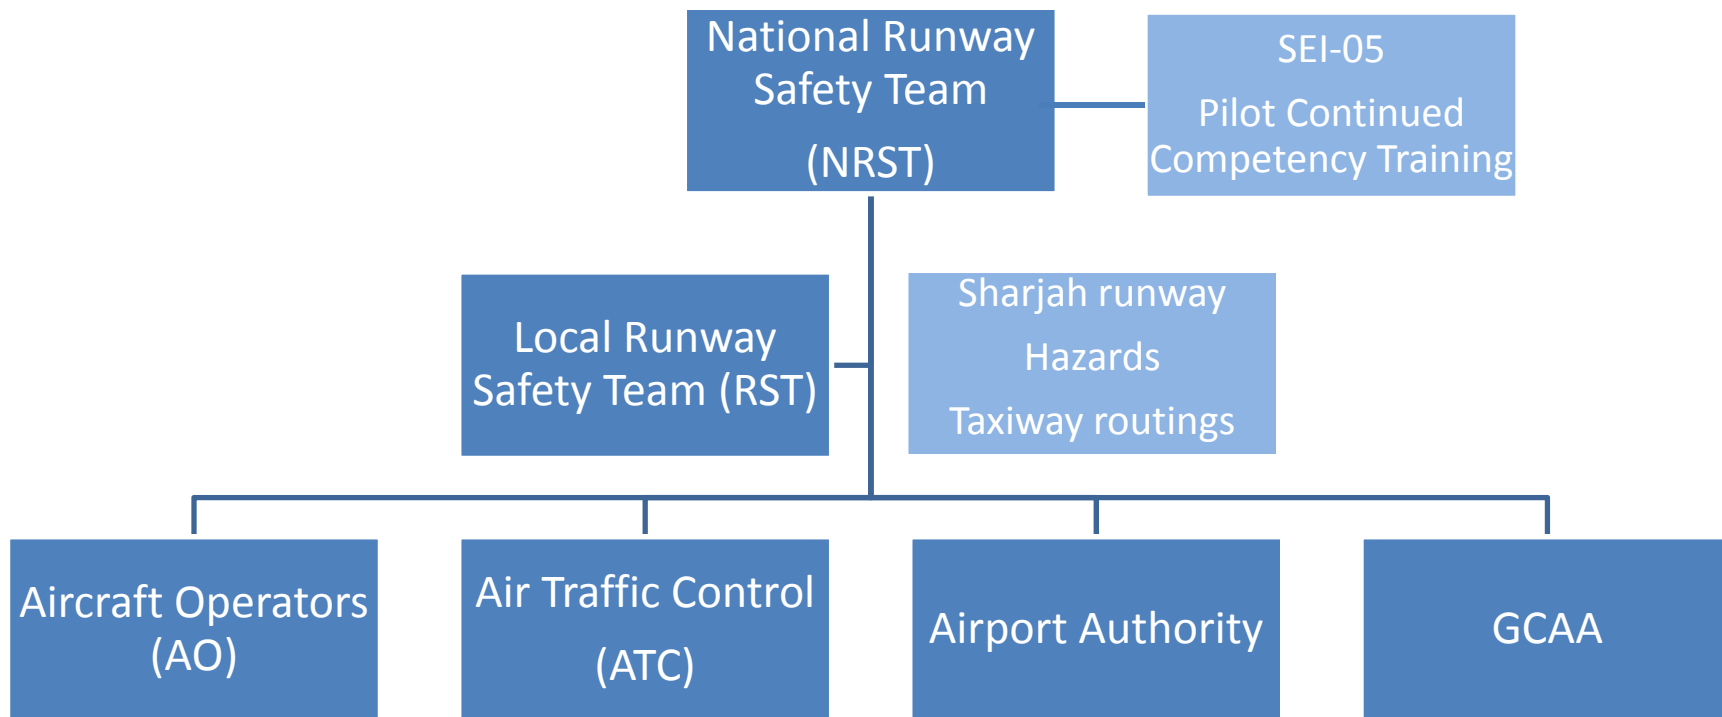 National Runway
Safety Team
(NRST)
SEI-05
Pilot Continued
Competency Training
Local Runway
Safety Team (RST)
Sharjah runway
Hazards
Taxiway routings
Aircraft Operators
(AO)
Air Traffic Control
(ATC)
Airport Authority
GCAA